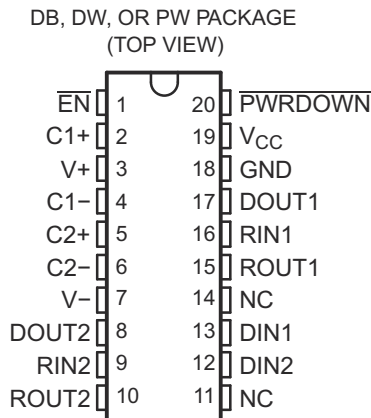 DB, DW, OR PW PACKAGE
(TOP VIEW)
EN 1 20 PWRDOWN
C1+ 2 19 VCC
V+ 3 18 GND
C1− 4 17 DOUT1
C2+ 5 16 RIN1
C2− 6 15 ROUT1
V− 7 14 NC
DOUT2 8 13 DIN1
RIN2 9 12 DIN2
ROUT2 10 11 NC